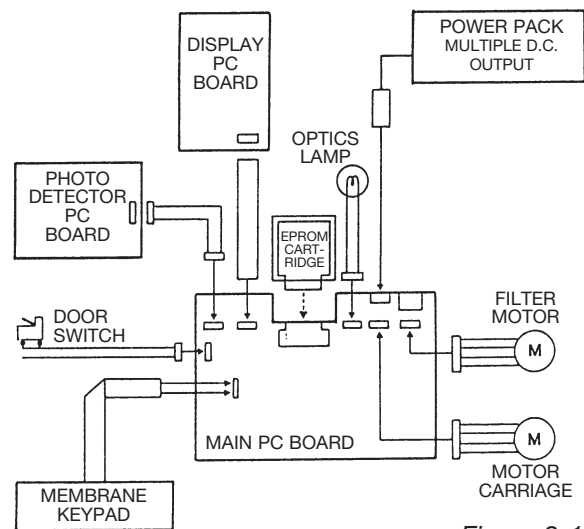 DISPLAY
PC
BOARD
POWER PACK
MULTIPLE D.C.
OUTPUT
OPTICS
LAMP
PHOTO
DETECTOR
PC
BOARD
EPROM
CART-
RIDGE
DOOR
SWITCH
FILTER
MOTOR
M
MAIN PC BOARD
M
MOTOR
CARRIAGE
MEMBRANE
KEYPAD